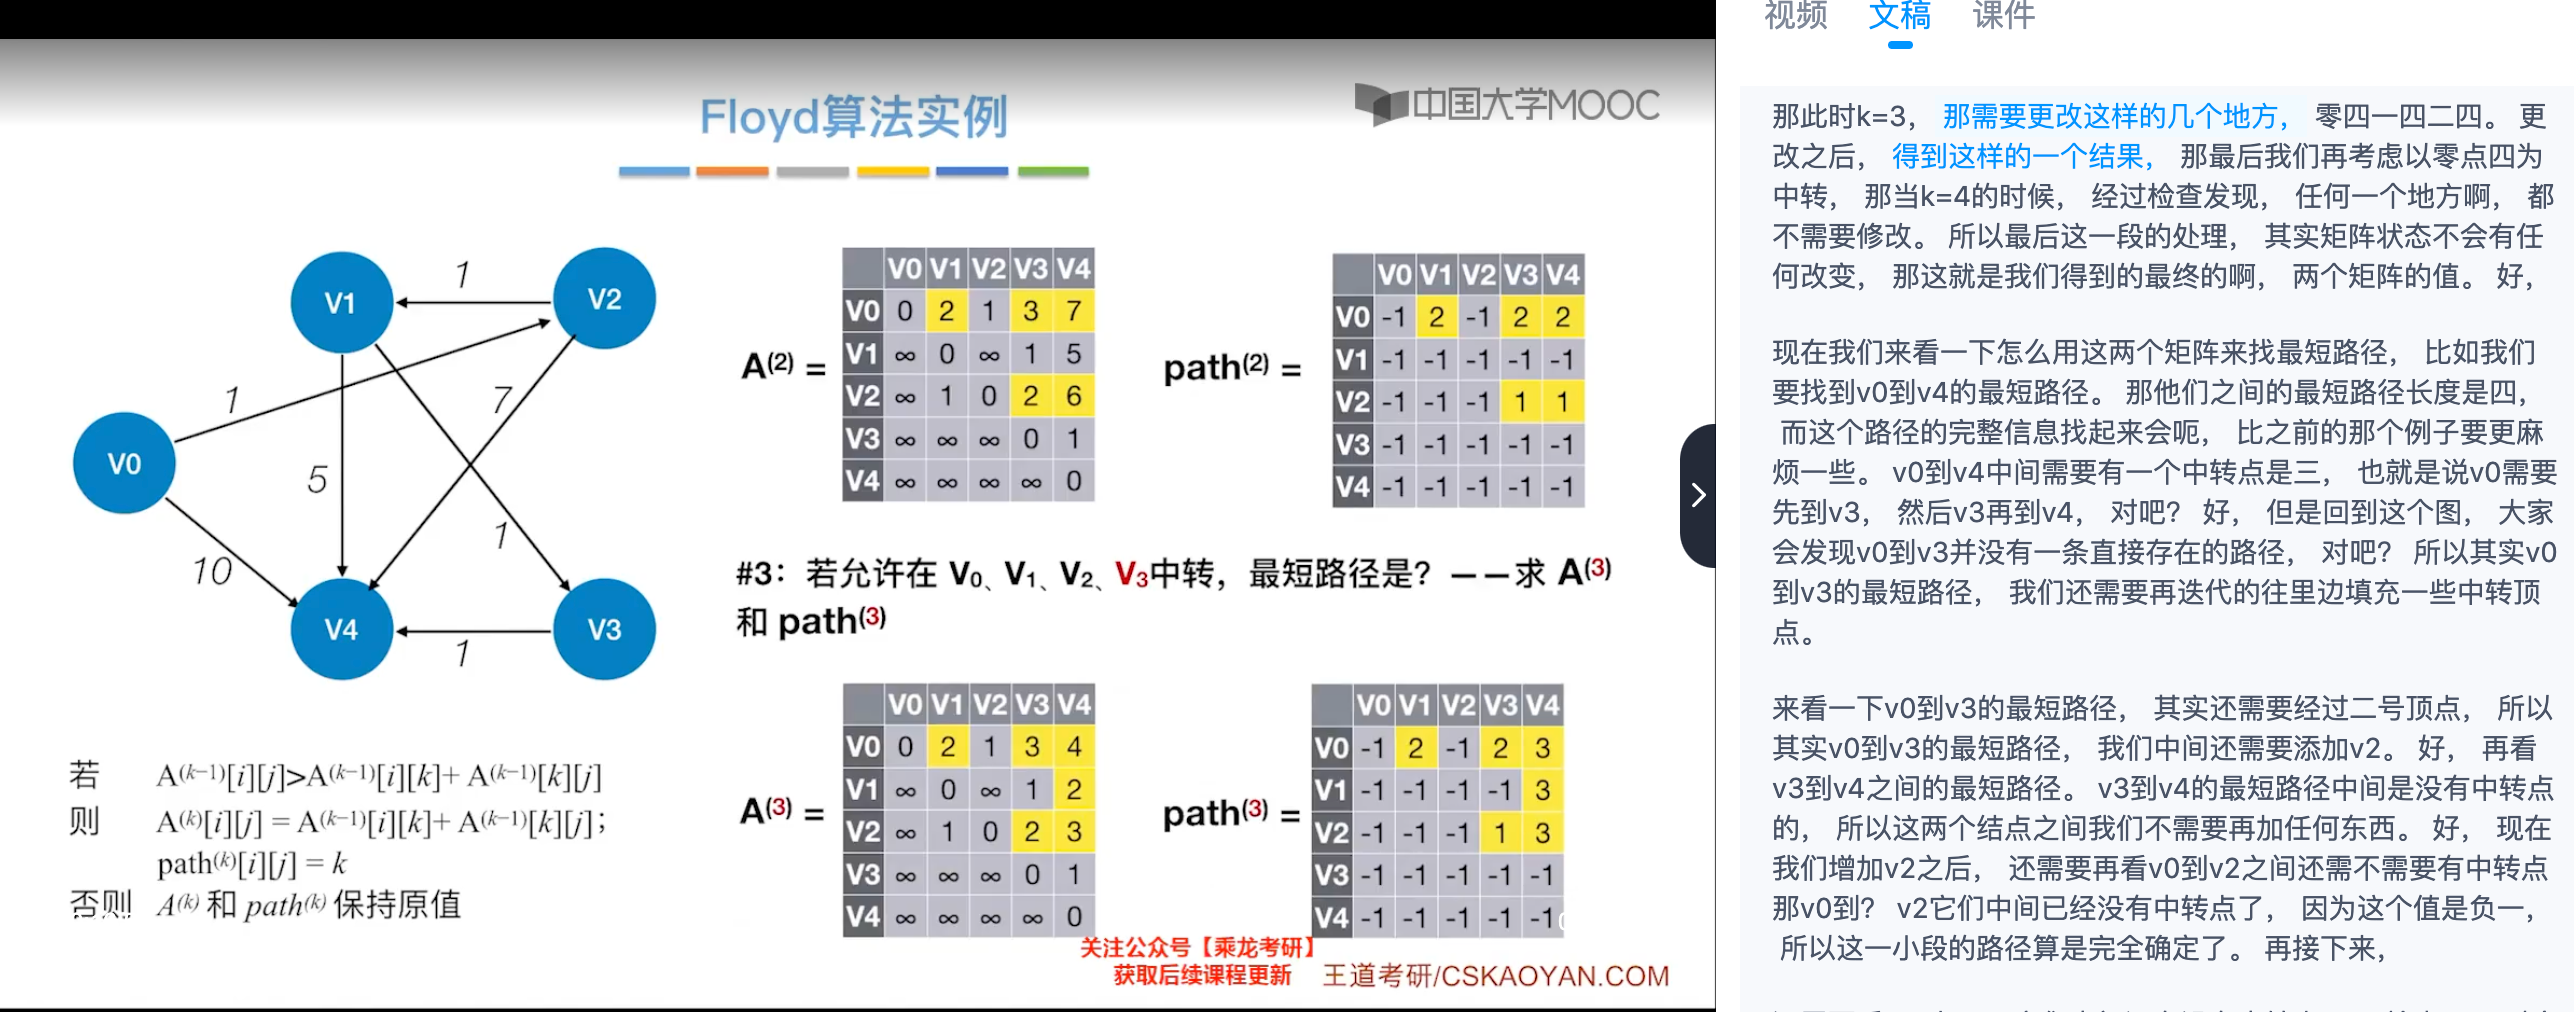 视频 文稿 课件
Floyd算法实例
中国大学MOOC
V1
V2
V0
V4
V3
1
1
7
5
1
10
1
A(2) =
V0 V1 V2 V3 V4
V0 0 2 1 3 7
V1 ∞ 0 ∞ 1 5
V2 ∞ 1 0 2 6
V3 ∞ ∞ ∞ 0 1
V4 ∞ ∞ ∞ ∞ 0
path(2) =
V0 V1 V2 V3 V4
V0 -1 2 -1 2 2
V1 -1 -1 -1 -1 -1
V2 -1 -1 -1 1 1
V3 -1 -1 -1 -1 -1
V4 -1 -1 -1 -1 -1
#3：若允许在 V0、V1、V2、V3中转，最短路径是？——求 A(3)
和 path(3)
A(3) =
V0 V1 V2 V3 V4
V0 0 2 1 3 4
V1 ∞ 0 ∞ 1 2
V2 ∞ 1 0 2 3
V3 ∞ ∞ ∞ 0 1
V4 ∞ ∞ ∞ ∞ 0
path(3) =
V0 V1 V2 V3 V4
V0 -1 2 -1 2 3
V1 -1 -1 -1 -1 3
V2 -1 -1 -1 1 3
V3 -1 -1 -1 -1 -1
V4 -1 -1 -1 -1 -1
若 A(k−1)[i][j]>A(k−1)[i][k]+ A(k−1)[k][j]
则 A(k)[i][j] = A(k−1)[i][k]+ A(k−1)[k][j];
path(k)[i][j] = k
否则 A(k) 和 path(k) 保持原值
关注公众号【乘龙考研】
获取后续课程更新
王道考研/CSKAOYAN.COM
那此时k=3， 那需要更改这样的几个地方， 零四一四二四。 更
改之后， 得到这样的一个结果， 那最后我们再考虑以零点四为
中转， 那当k=4的时候， 经过检查发现， 任何一个地方啊， 都
不需要修改。 所以最后这一段的处理， 其实矩阵状态不会有任
何改变， 那这就是我们得到的最终的啊， 两个矩阵的值。 好，
现在我们来看一下怎么用这两个矩阵来找最短路径， 比如我们
要找到v0到v4的最短路径。 那他们之间的最短路径长度是四，
而这个路径的完整信息找起来会呃， 比之前的那个例子要更麻
烦一些。 v0到v4中间需要有一个中转点是三， 也就是说v0需要
先到v3， 然后v3再到v4， 对吧？ 好， 但是回到这个图， 大家
会发现v0到v3并没有一条直接存在的路径， 对吧？ 所以其实v0
到v3的最短路径， 我们还需要再迭代的往里边填充一些中转顶
点。
来看一下v0到v3的最短路径， 其实还需要经过二号顶点， 所以
其实v0到v3的最短路径， 我们中间还需要添加v2。 好， 再看
v3到v4之间的最短路径。 v3到v4的最短路径中间是没有中转点
的， 所以这两个结点之间我们不需要再加任何东西。 好， 现在
我们增加v2之后， 还需要再看v0到v2之间还需不需要有中转点
那v0到？ v2它们中间已经没有中转点了， 因为这个值是负一，
所以这一小段的路径算是完全确定了。 再接下来，